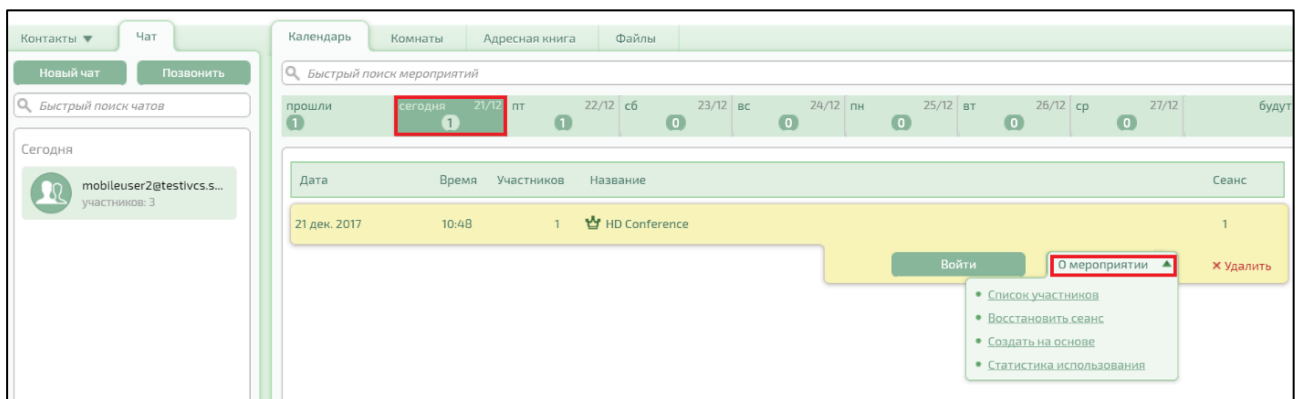 Контакты ▼ Чат Календарь Комнаты Адресная книга Файлы
Новый чат Позвонить
Быстрый поиск мероприятий
Быстрый поиск чатов
прошли сегодня 21/12 пт 22/12 сб 23/12 вс 24/12 пн 25/12 вт 26/12 ср 27/12 будут
1 1 1 0 0 0 0 0
Сегодня
mobileuser2@testivcs.s...
участников: 3
Дата Время Участников Название Сеанс
21 дек. 2017 10:48 1 HD Conference 1
Войти О мероприятии ▲ × Удалить
• Список участников
• Восстановить сеанс
• Создать на основе
• Статистика использования